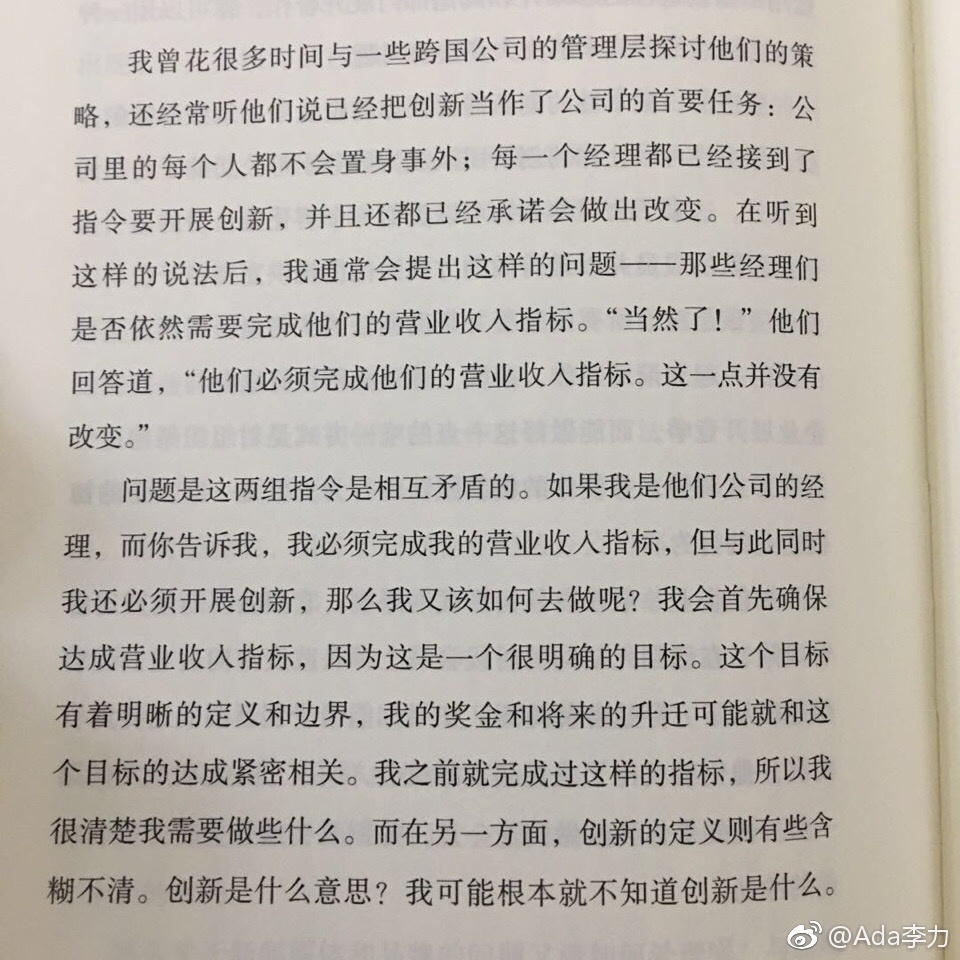 我曾花很多时间与一些跨国公司的管理层探讨他们的策
略，还经常听他们说已经把创新当作了公司的首要任务：公
司里的每个人都不会置身事外；每一个经理都已经接到了
指令要开展创新，并且还都已经承诺会做出改变。在听到
这样的说法后，我通常会提出这样的问题——那些经理们
是否依然需要完成他们的营业收入指标。“当然了！”他们
回答道，“他们必须完成他们的营业收入指标。这一点并没有
改变。”
问题是这两组指令是相互矛盾的。如果我是他们公司的经
理，而你告诉我，我必须完成我的营业收入指标，但与此同时
我还必须开展创新，那么我又该如何去做呢？我会首先确保
达成营业收入指标，因为这是一个很明确的目标。这个目标
有着明晰的定义和边界，我的奖金和将来的升迁可能就和这
个目标的达成紧密相关。我之前就完成过这样的指标，所以我
很清楚我需要做些什么。而在另一方面，创新的定义则有些含
糊不清。创新是什么意思？我可能根本就不知道创新是什么。
@Ada李力